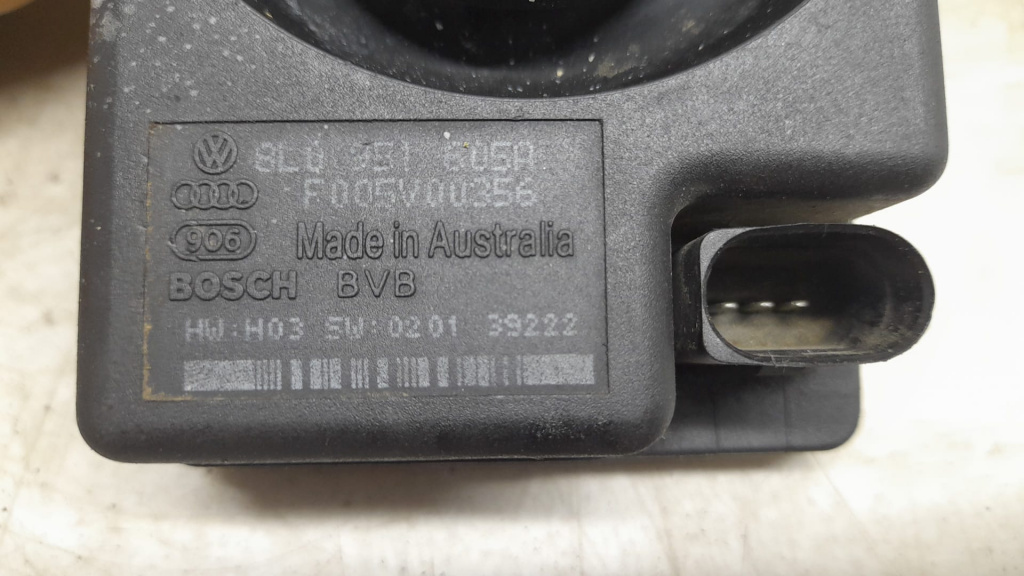 8L0 951 605A
F005V00356
906 Made in Australia
BOSCH BVB
HW:H03 SW:0201 39222